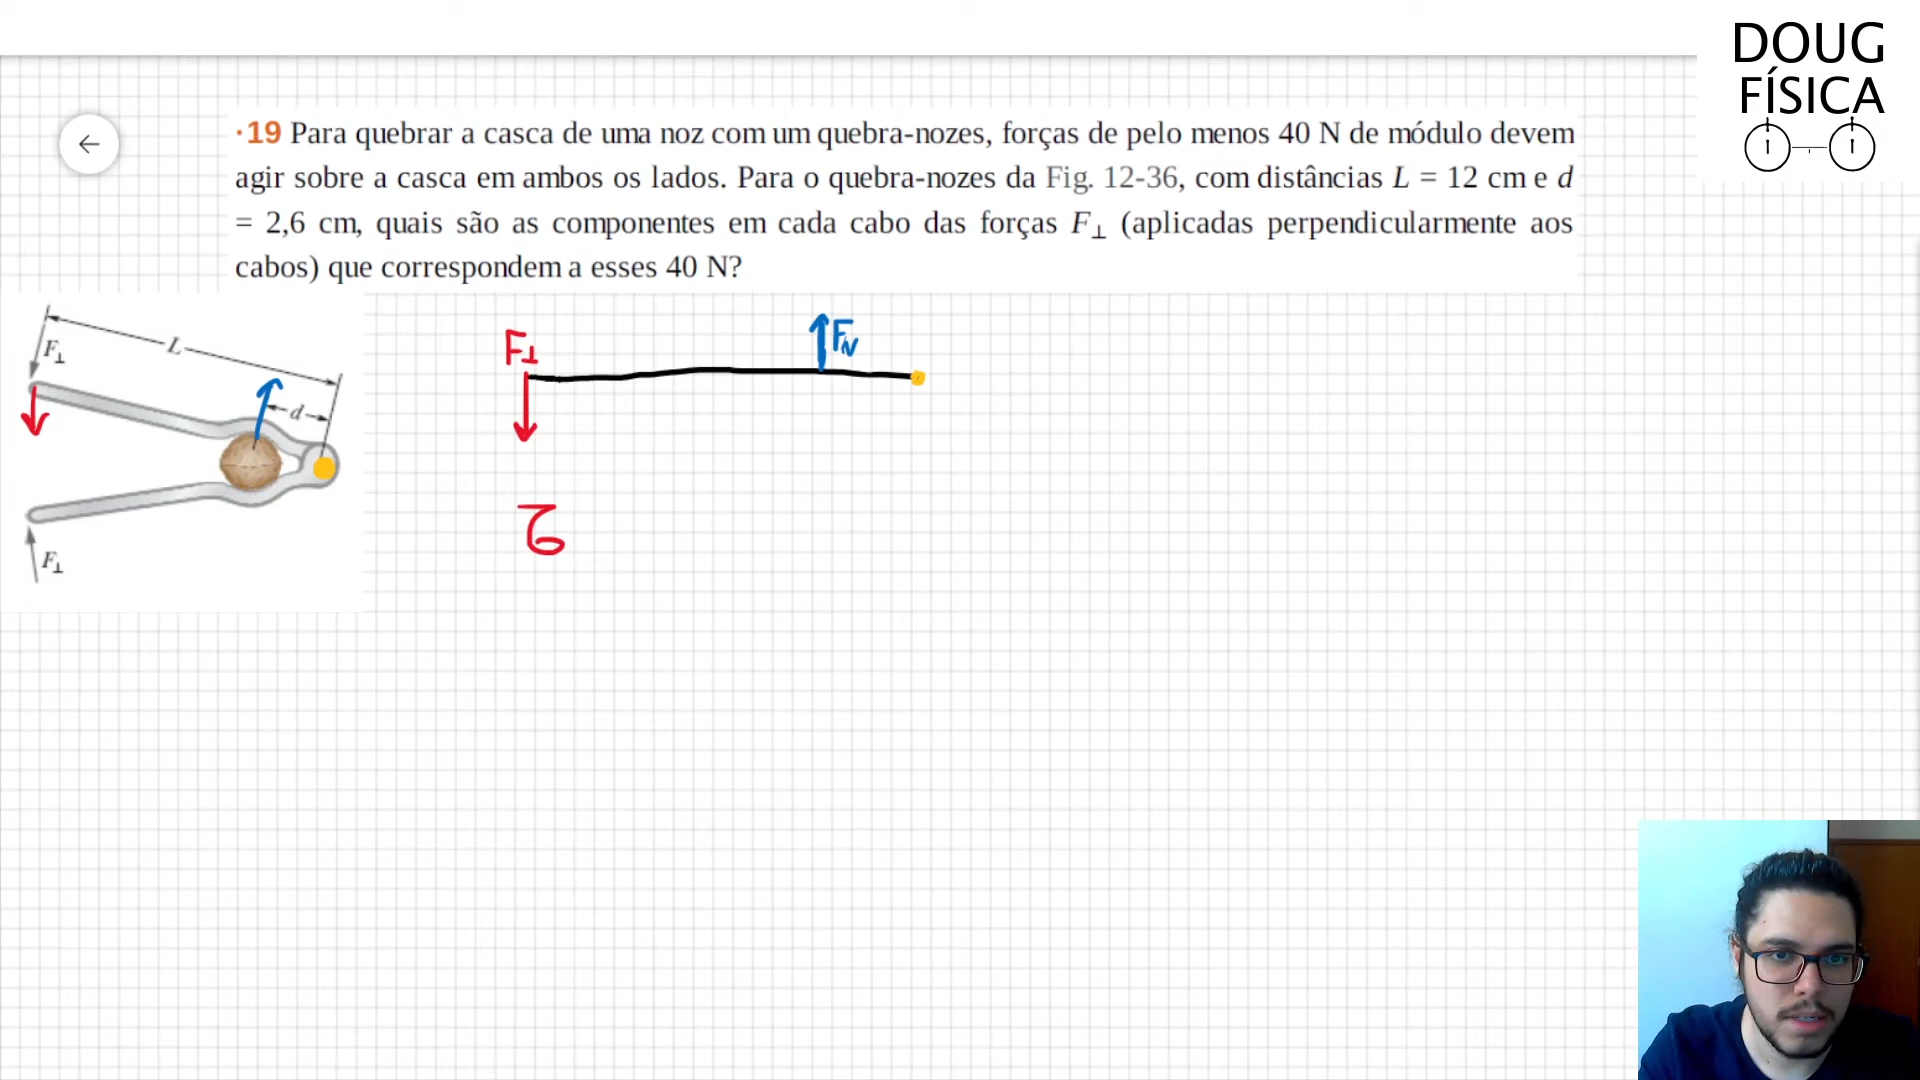 DOUG
FÍSICA
·19 Para quebrar a casca de uma noz com um quebra-nozes, forças de pelo menos 40 N de módulo devem
agir sobre a casca em ambos os lados. Para o quebra-nozes da Fig. 12-36, com distâncias L = 12 cm e d
= 2,6 cm, quais são as componentes em cada cabo das forças F⊥ (aplicadas perpendicularmente aos
cabos) que correspondem a esses 40 N?
L
F⊥
d
F⊥
F⊥
F_N